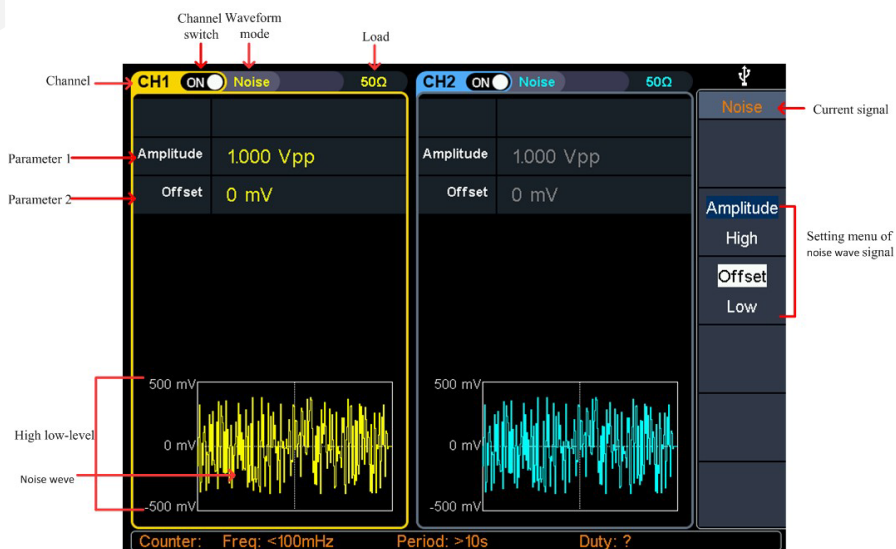 Channel switch
Waveform mode
Load
Channel
CH1 ON Noise 50Ω
CH2 ON Noise 50Ω
Noise
Current signal
Parameter 1
Amplitude 1.000 Vpp
Amplitude 1.000 Vpp
Parameter 2
Offset 0 mV
Offset 0 mV
Amplitude
High
Offset
Low
Setting menu of
noise wave signal
500 mV
0 mV
-500 mV
500 mV
0 mV
-500 mV
High low-level
Noise weve
Counter: Freq: <100mHz Period: >10s Duty: ?